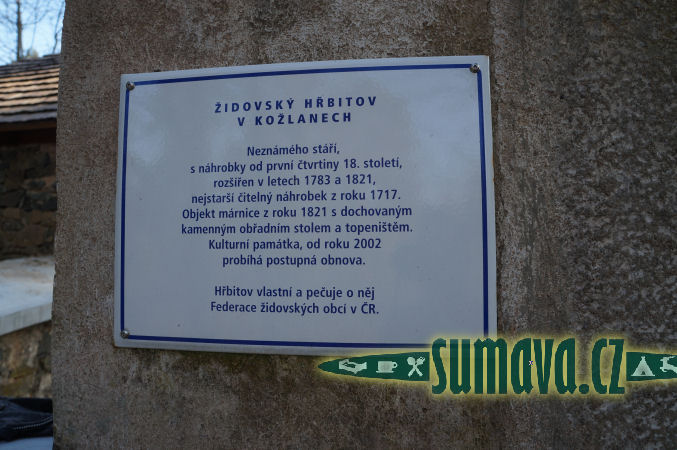 ŽIDOVSKÝ HŘBITOV
V KOŽLANECH
Neznámého stáří,
s náhrobky od první čtvrtiny 18. století,
rozšířen v letech 1783 a 1821,
nejstarší čitelný náhrobek z roku 1717.
Objekt márnice z roku 1821 s dochovaným
kamenným obřadním stolem a topeništěm.
Kulturní památka, od roku 2002
probíhá postupná obnova.
Hřbitov vlastní a pečuje o něj
Federace židovských obcí v ČR.
sumava.cz